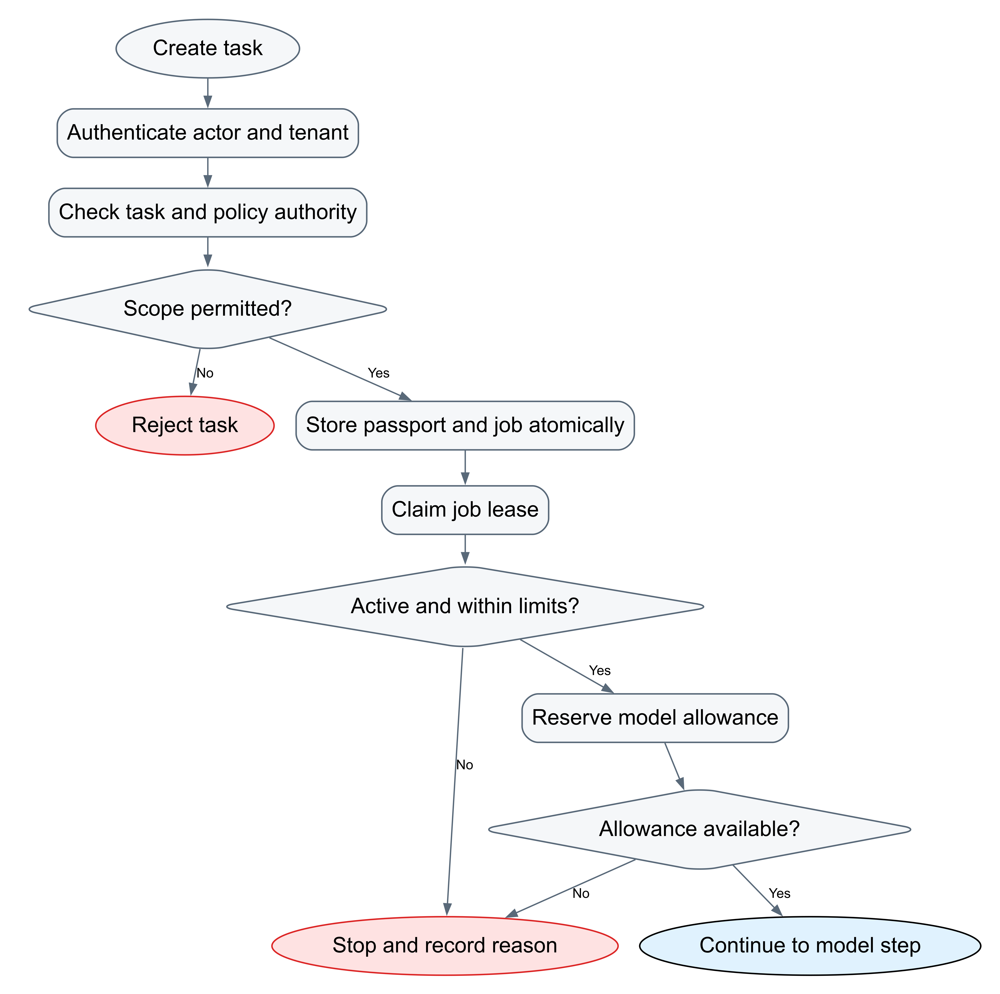 Create task
Authenticate actor and tenant
Check task and policy authority
Scope permitted?
No
Yes
Reject task
Store passport and job atomically
Claim job lease
Active and within limits?
Yes
Reserve model allowance
No
Allowance available?
No
Yes
Stop and record reason
Continue to model step